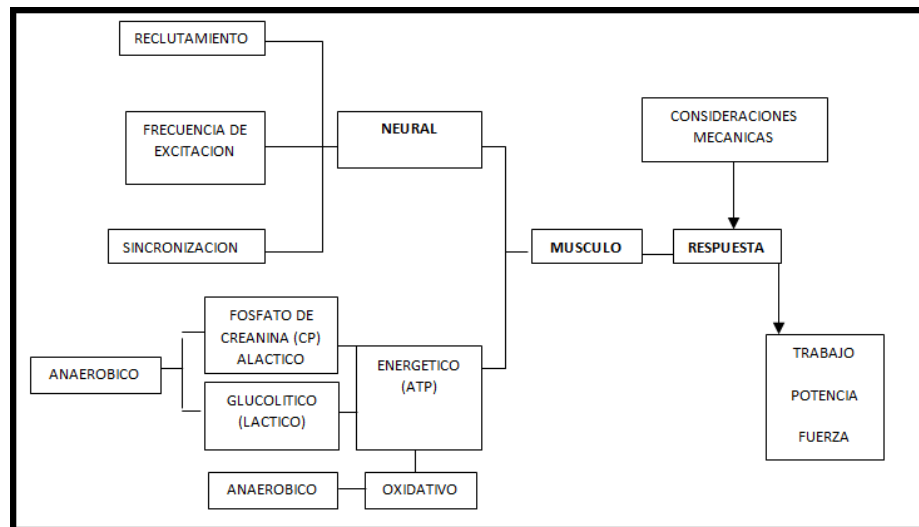 RECLUTAMIENTO
FRECUENCIA DE
EXCITACION
SINCRONIZACION
NEURAL
CONSIDERACIONES
MECANICAS
MUSCULO
RESPUESTA
FOSFATO DE
CREANINA (CP)
ALACTICO
ANAEROBICO
GLUCOLITICO
(LACTICO)
ENERGETICO
(ATP)
ANAEROBICO
OXIDATIVO
TRABAJO
POTENCIA
FUERZA